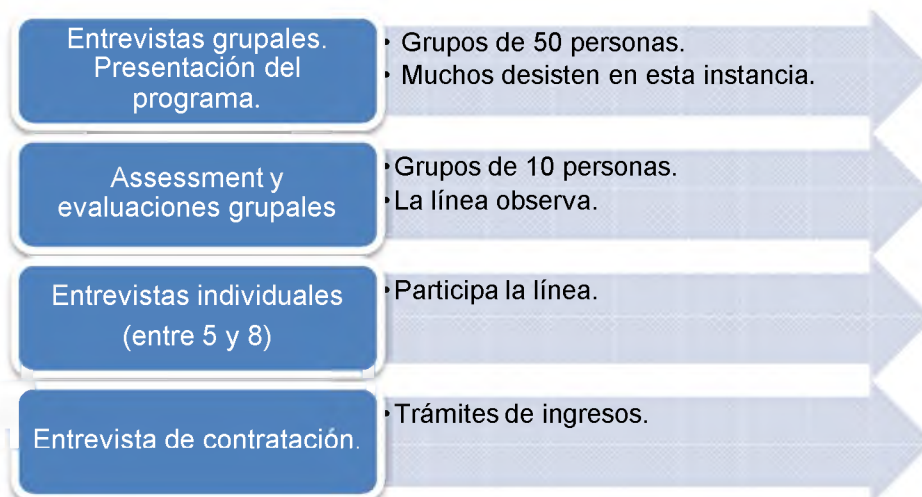 Entrevistas grupales.
Presentación del
programa.
• Grupos de 50 personas.
• Muchos desisten en esta instancia.
Assessment y
evaluaciones grupales
• Grupos de 10 personas.
• La línea observa.
Entrevistas individuales
(entre 5 y 8)
• Participa la línea.
Entrevista de contratación.
• Trámites de ingresos.